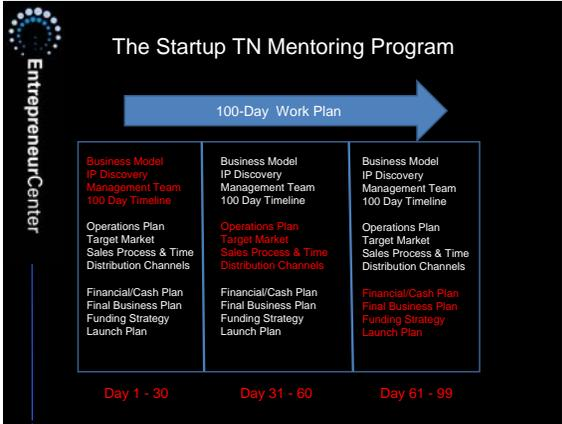 EntrepreneurCenter
The Startup TN Mentoring Program
100-Day Work Plan
Business Model
IP Discovery
Management Team
100 Day Timeline
Operations Plan
Target Market
Sales Process & Time
Distribution Channels
Financial/Cash Plan
Final Business Plan
Funding Strategy
Launch Plan
Business Model
IP Discovery
Management Team
100 Day Timeline
Operations Plan
Target Market
Sales Process & Time
Distribution Channels
Financial/Cash Plan
Final Business Plan
Funding Strategy
Launch Plan
Business Model
IP Discovery
Management Team
100 Day Timeline
Operations Plan
Target Market
Sales Process & Time
Distribution Channels
Financial/Cash Plan
Final Business Plan
Funding Strategy
Launch Plan
Day 1 - 30
Day 31 - 60
Day 61 - 99